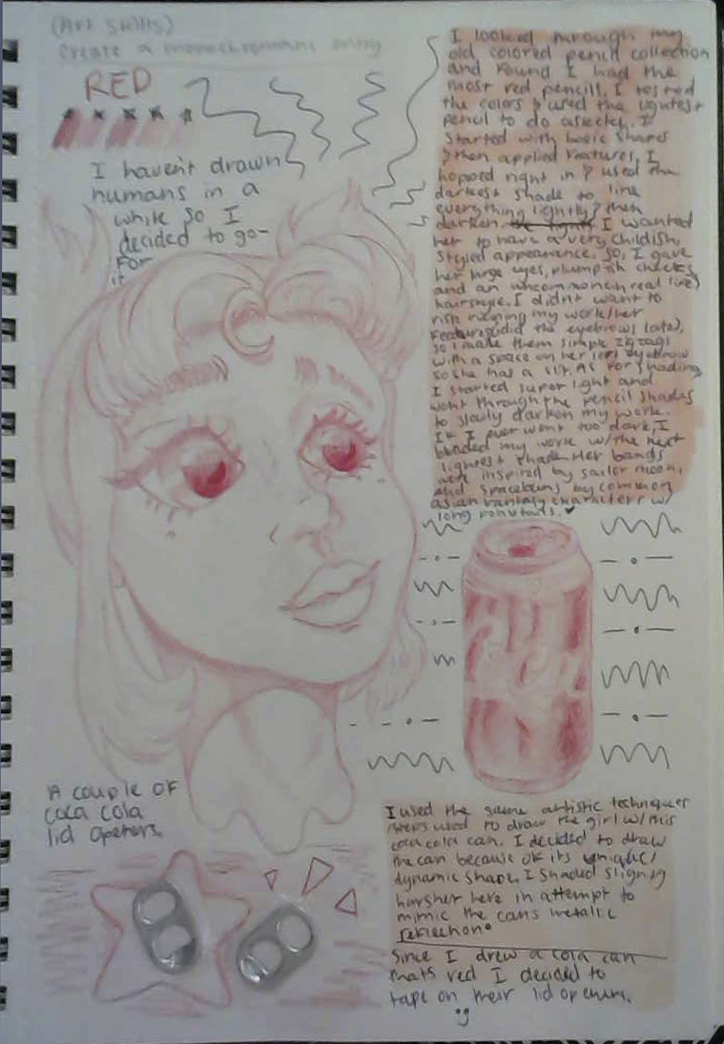 (Art Skills)
Create a monochromatic
RED
I haven't drawn
humans in a
while so I
decided to go-
for
it
I looked through my
old colored pencil collection
and found I had the
most red pencils. I tested
the colors & used the lightest
pencil to do a sketch. I
started with basic shapes
then applied features. I
hopped right in & used the
darkest shade to line
everything lightly & then
darken. I wanted
her to have a very childish,
styled appearance. So, I gave
her large eyes, plump-ish cheeks
and an uncommon (in real life)
hairstyle. I didn't want to
risk ruining my work/her
features (did the eyebrows late),
so I made them simple zigzags
with a space on her left eyebrow
so she has a slit. As for shading
I started super light and
went through the pencil shades
to slowly darken my work.
If I ever went too dark, I
blended my work w/ the next
lightest shade. Her bands
were inspired by sailor moon,
and spacebuns by common
asian fantasy characters w/
long ponytails. ♥
A couple of
coca cola
lid openers.
I used the same artistic techniques
used to draw the girl w/ this
coca cola can. I decided to draw
the can because of its unique/
dynamic shape. I shaded slightly
harsher here in attempt to
mimic the cans metallic
reflection.
Since I drew a cola can
thats red I decided to
tape on their lid openers.